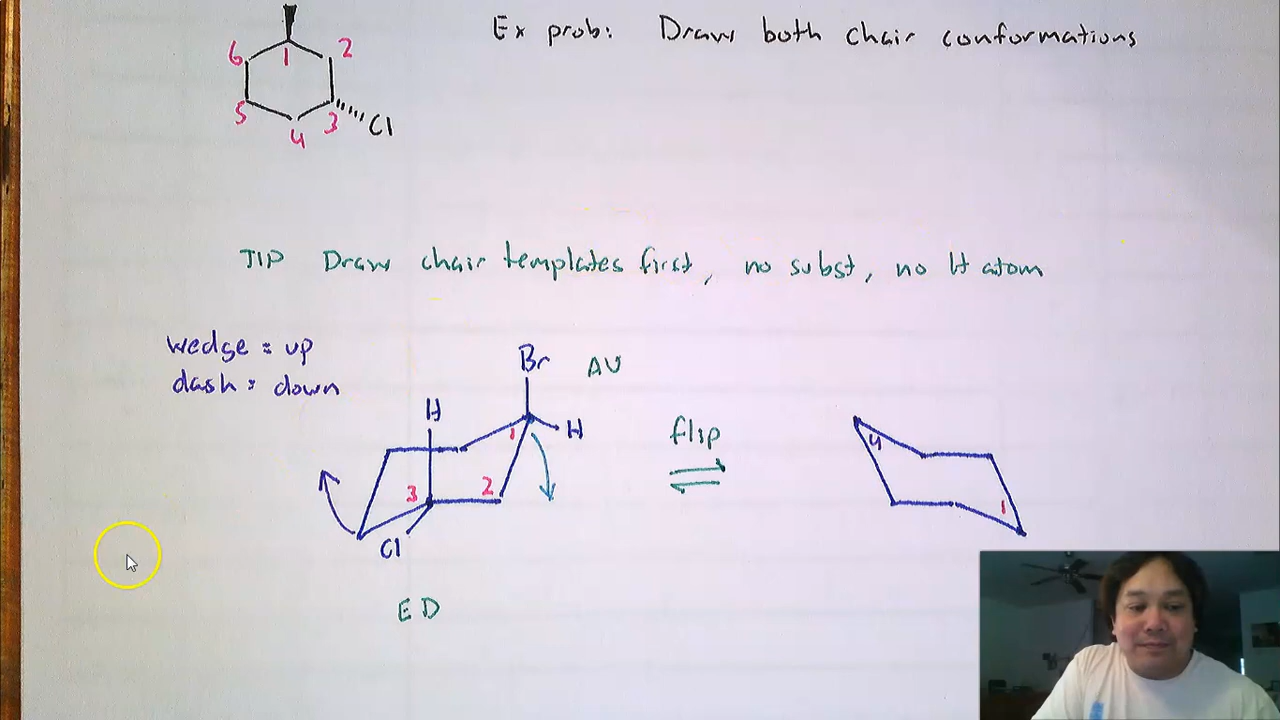 Ex prob: Draw both chair conformations
6 1 2
5 4 3 Cl
TIP Draw chair templates first, no subst, no H atom
wedge = up
dash = down
Br AU
H
1 H
flip
4
3 2
1
Cl
E D